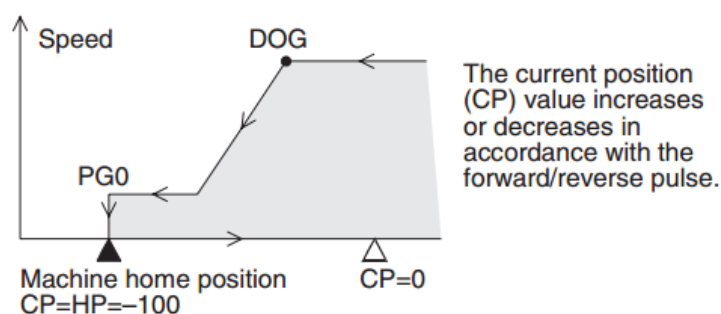 Speed
DOG
The current position
(CP) value increases
or decreases in
accordance with the
forward/reverse pulse.
PG0
Machine home position
CP=HP=–100
CP=0